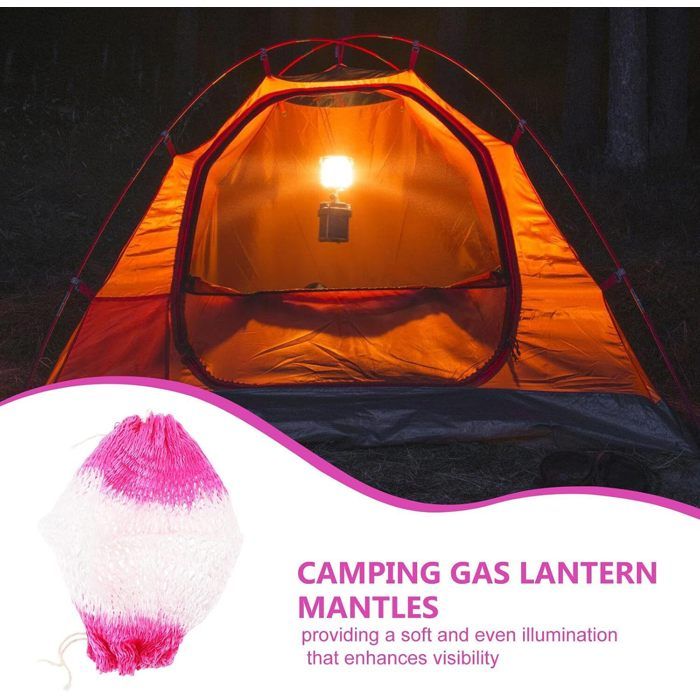 CAMPING GAS LANTERN
MANTLES
providing a soft and even illumination
that enhances visibility